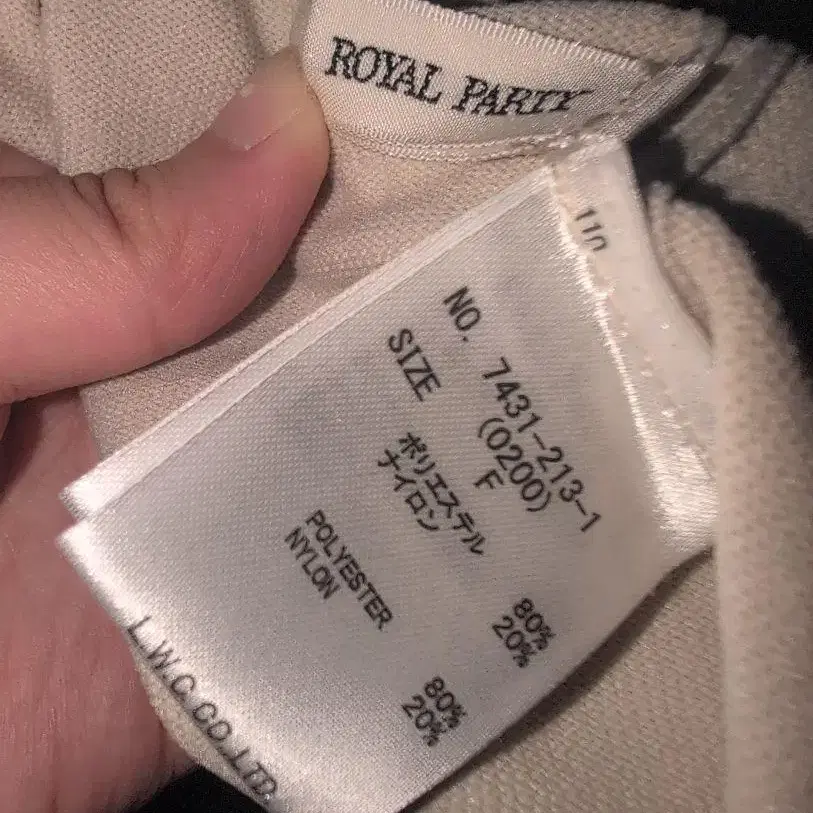 ROYAL PARTY
110
NO. 7431-213-1
(0200)
SIZE F
ポリエステル 80%
ナイロン 20%
POLYESTER 80%
NYLON 20%
L.W.C.CO.,LTD.